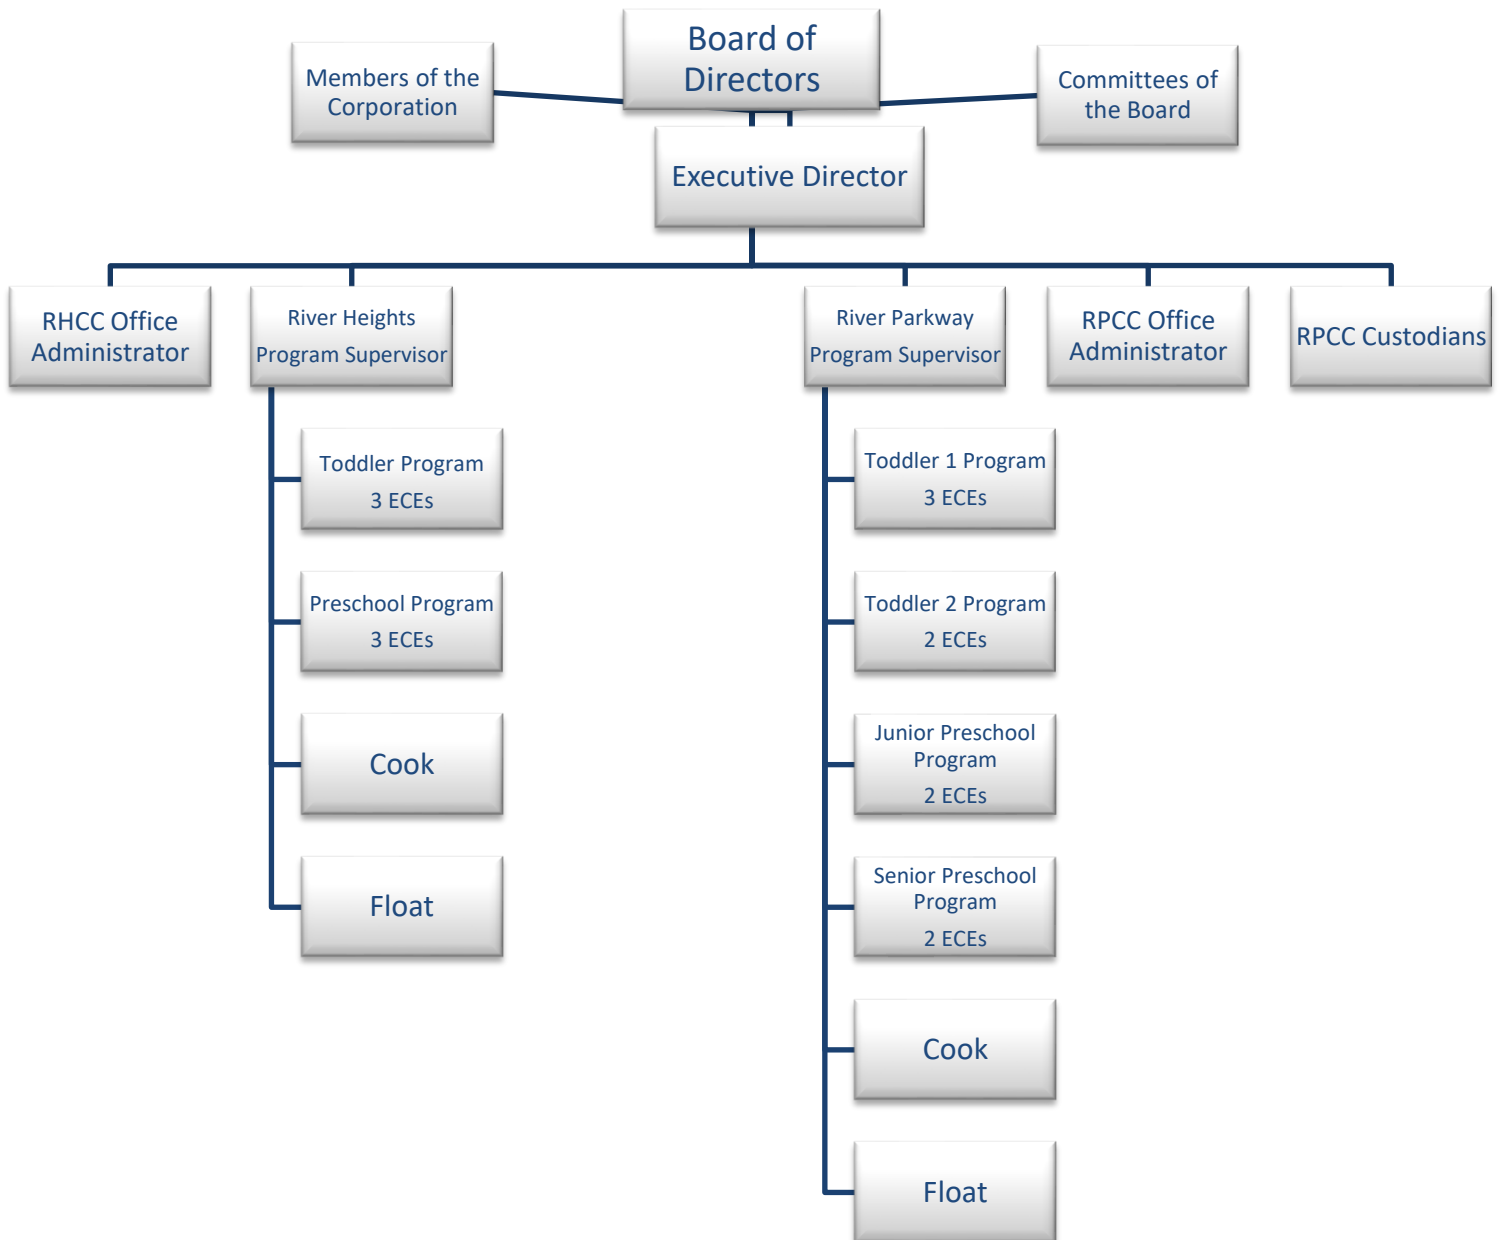 Board of
Directors
Members of the
Corporation
Committees of
the Board
Executive Director
RHCC Office
Administrator
River Heights
Program Supervisor
River Parkway
Program Supervisor
RPCC Office
Administrator
RPCC Custodians
Toddler Program
3 ECEs
Preschool Program
3 ECEs
Cook
Float
Toddler 1 Program
3 ECEs
Toddler 2 Program
2 ECEs
Junior Preschool
Program
2 ECEs
Senior Preschool
Program
2 ECEs
Cook
Float